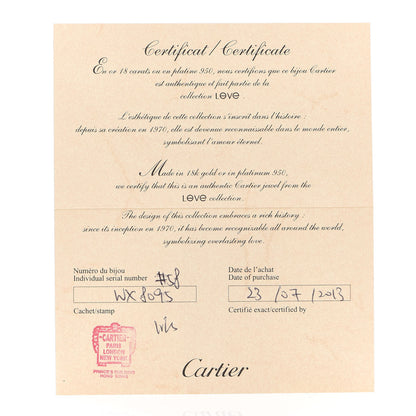 Certificat / Certificate
En or 18 carats ou en platine 950, nous certifions que ce bijou Cartier
est authentique et fait partie de la
collection LOVE.
L'esthétique de cette collection s'inscrit dans l'histoire :
depuis sa création en 1970, elle est devenue reconnaissable dans le monde entier,
symbolisant l'amour éternel.
Made in 18k gold or in platinum 950,
we certify that this is an authentic Cartier jewel from the
LOVE collection.
The design of this collection embraces a rich history :
since its inception in 1970, it has become recognizable all around the world,
symbolizing everlasting love.
Numéro du bijou
Individual serial number #58
WX8095
Date de l'achat
Date of purchase
23 / 07 / 2013
Cachet/stamp
Certifié exact/certified by
CARTIER
PARIS
LONDON
NEW YORK
PRINCE'S BUILDING
HONG KONG
Cartier